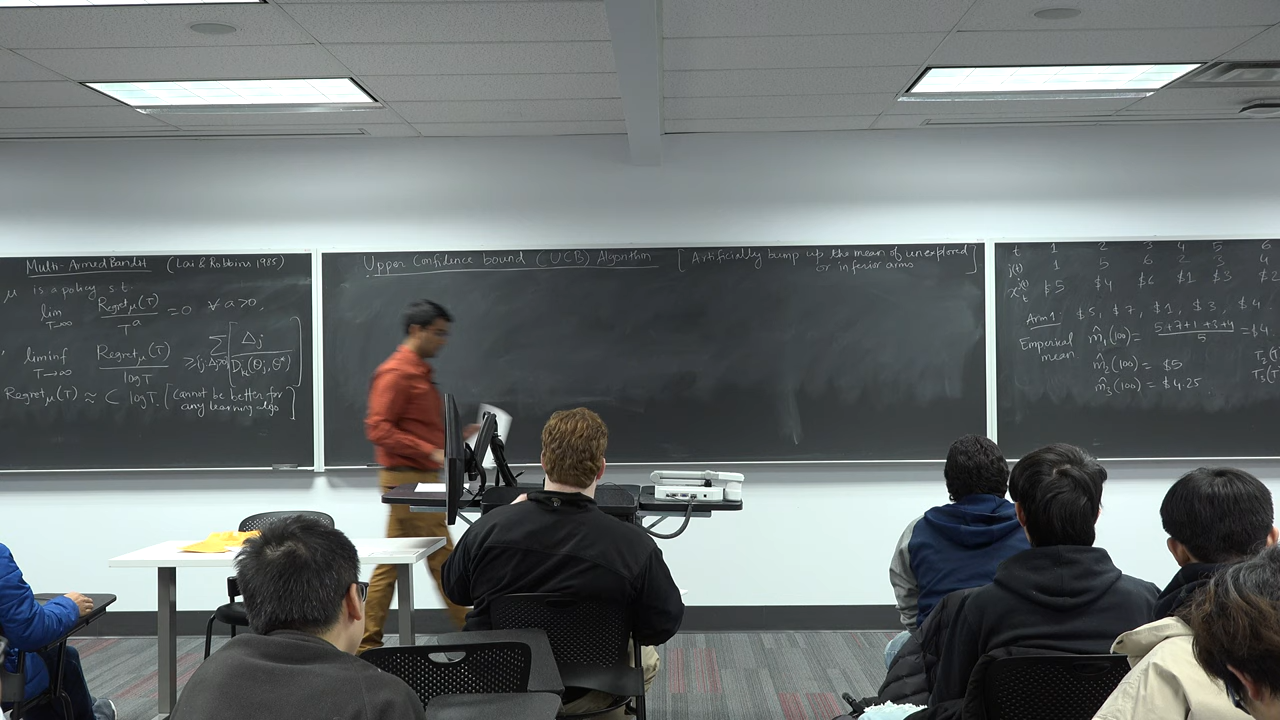 Multi-Armed Bandit (Lai & Robbins 1985)
μ is a policy s.t.
lim T→∞ Regretμ(T) / T^a = 0 ∀ a>0,
liminf T→∞ Regretμ(T) / log T ≥ Σ j:Δj>0 [Δj / D_KL(θj, θ*)]
Regretμ(T) ≈ C log T. [Cannot be better for any learning algo]
Upper Confidence bound (UCB) Algorithm [Artificially bump up the mean of unexplored
or inferior arms]
t 1 2 3 4 5 6
j(t) 1 5 6 2 3 4
$5 $4 $6 $1 $3 $2
Arm 1 $5, $7, $1, $3, $4
Emperical mean m̂₁(100) = 5+7+1+3+4 / 5 = $4
m̂₂(100) = $5
m̂₃(100) = $4.25